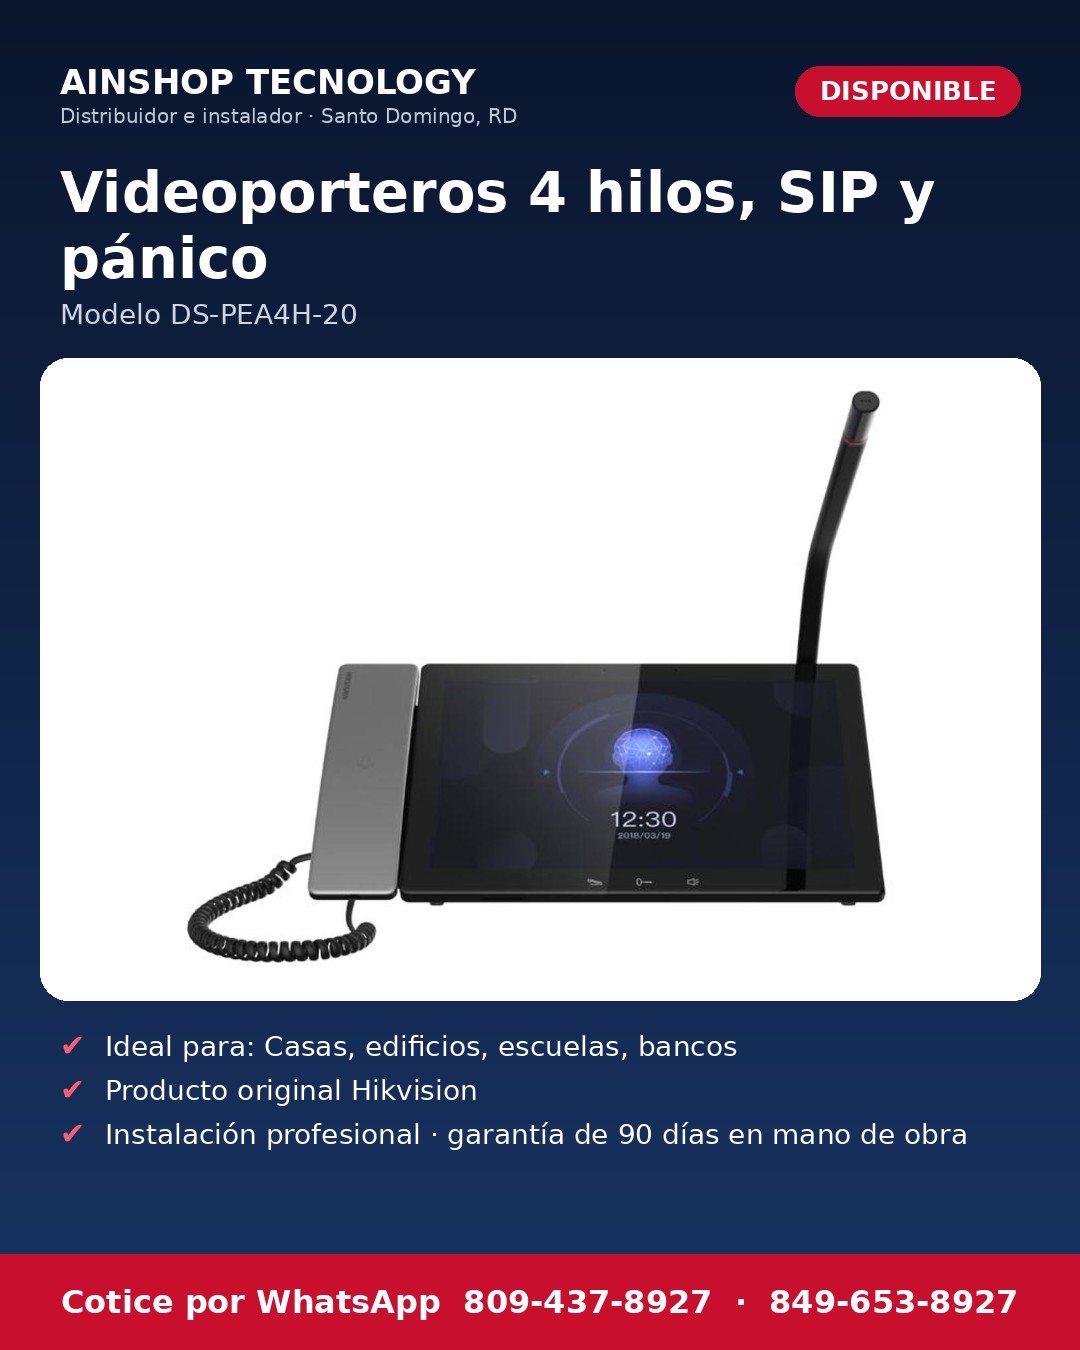 AINSHOP TECNOLOGY
Distribuidor e instalador · Santo Domingo, RD
DISPONIBLE
Videoporteros 4 hilos, SIP y
pánico
Modelo DS-PEA4H-20
12:30
2018/03/19
✔ Ideal para: Casas, edificios, escuelas, bancos
✔ Producto original Hikvision
✔ Instalación profesional · garantía de 90 días en mano de obra
Cotice por WhatsApp 809-437-8927 · 849-653-8927